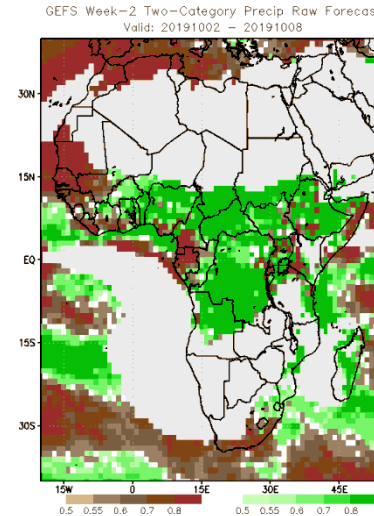 GEFS Week-2 Two-Category Precip Raw Forecas
Valid: 20191002 - 20191008
30N
15N
EQ
15S
30S
15W 0 15E 30E 45E
0.5 0.55 0.6 0.7 0.8 0.5 0.55 0.6 0.7 0.8